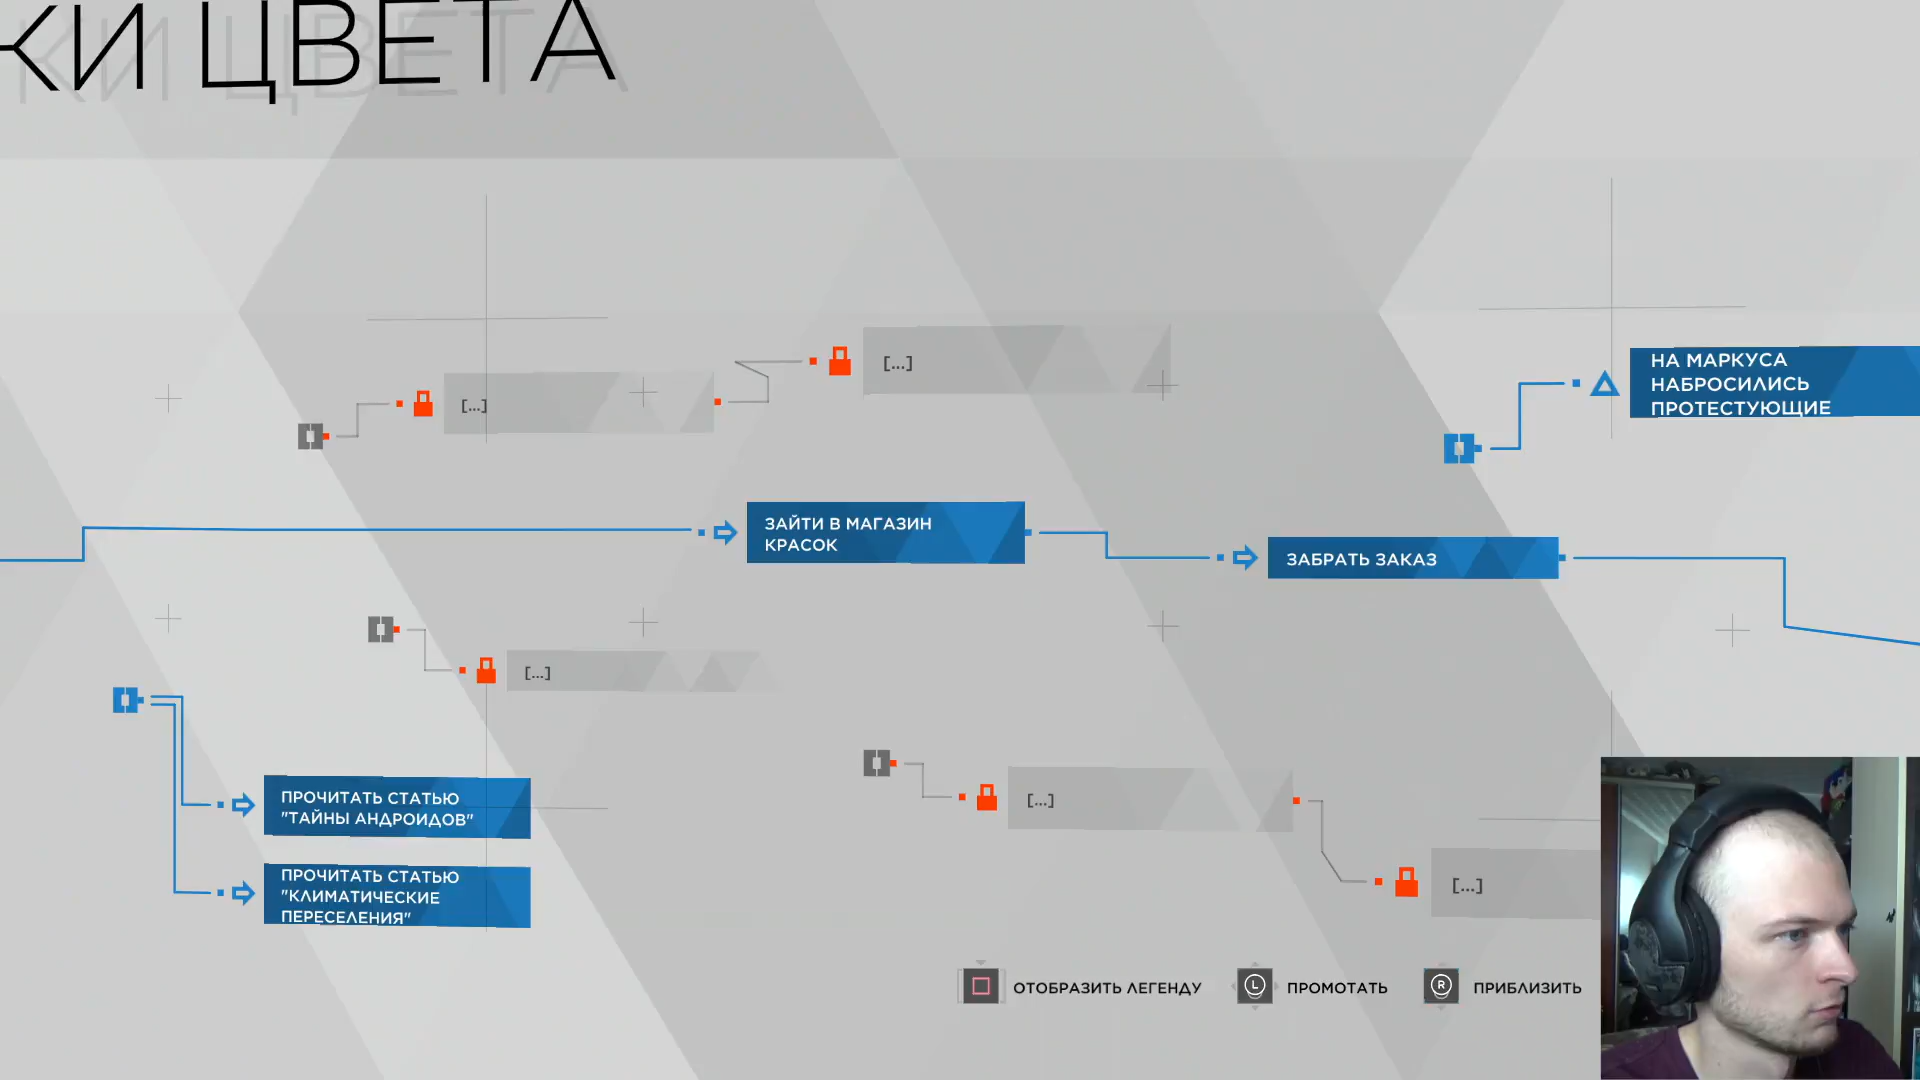 КИ ЦВЕТА
[...]
[...]
НА МАРКУСА
НАБРОСИЛИСЬ
ПРОТЕСТУЮЩИЕ
ЗАЙТИ В МАГАЗИН
КРАСОК
ЗАБРАТЬ ЗАКАЗ
[...]
ПРОЧИТАТЬ СТАТЬЮ
"ТАЙНЫ АНДРОИДОВ"
[...]
ПРОЧИТАТЬ СТАТЬЮ
"КЛИМАТИЧЕСКИЕ
ПЕРЕСЕЛЕНИЯ"
[...]
ОТОБРАЗИТЬ ЛЕГЕНДУ
L
ПРОМОТАТЬ
R
ПРИБЛИЗИТЬ